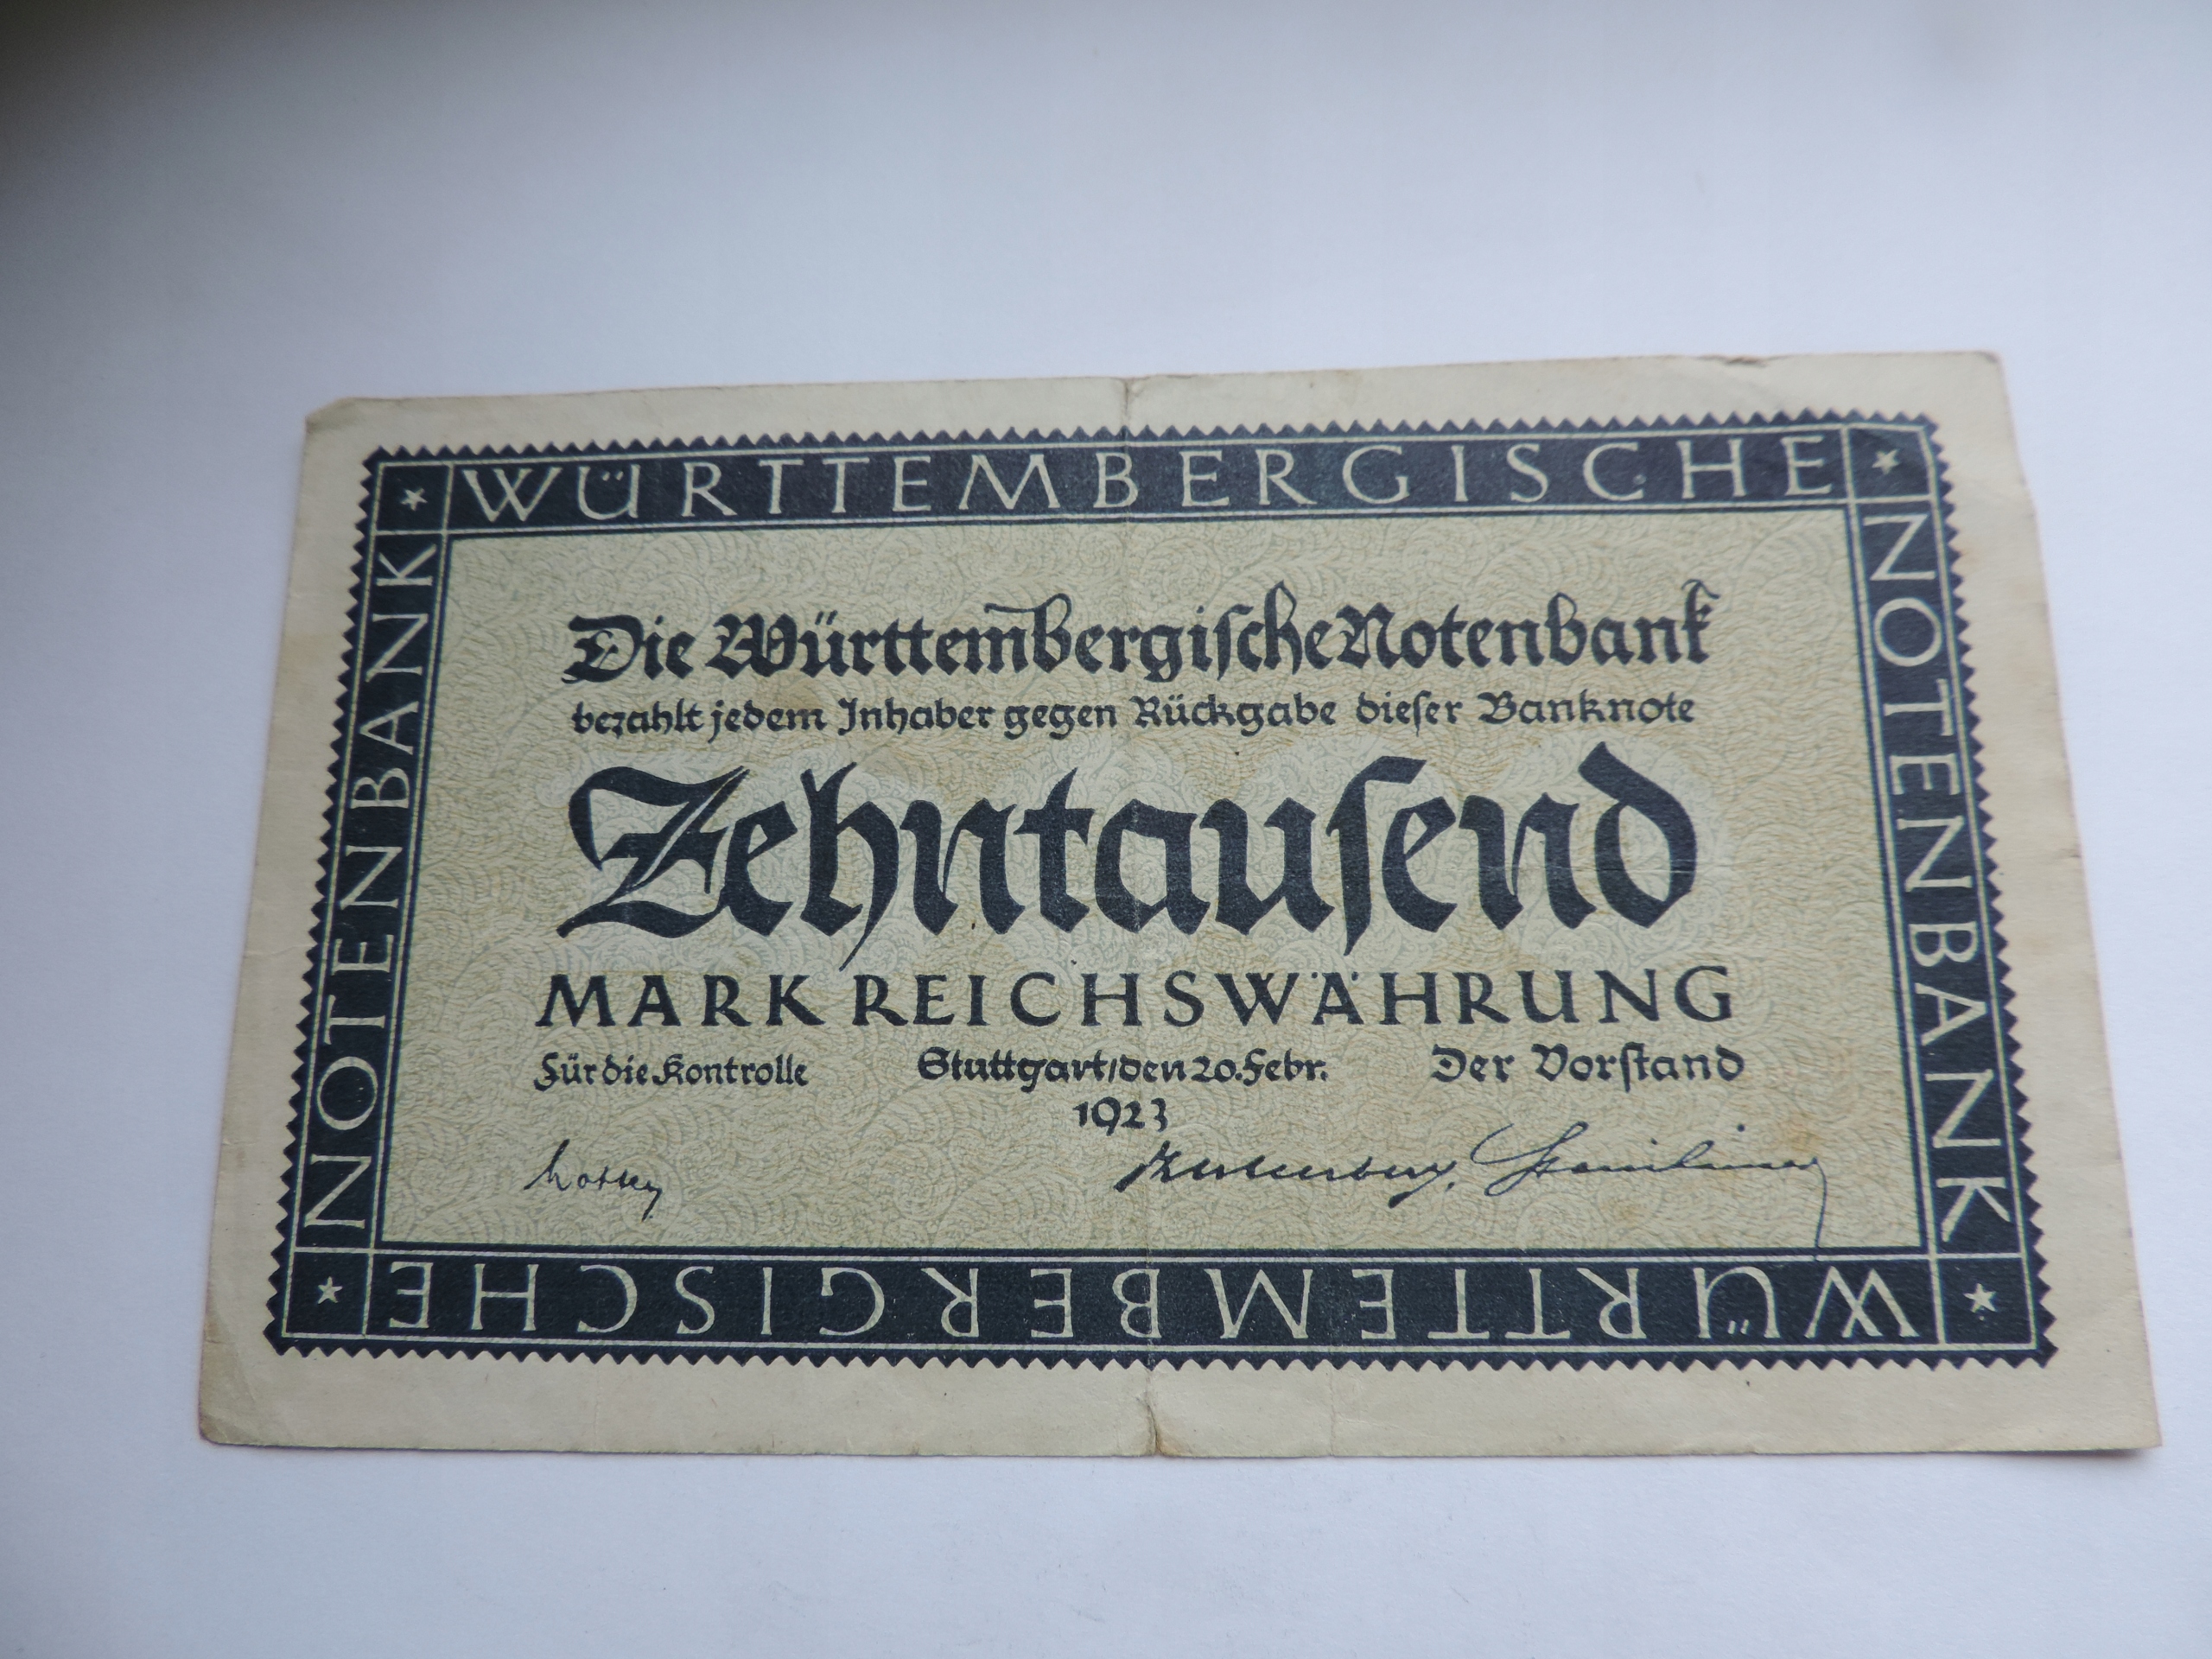 WÜRTTEMBERGISCHE
NOTENBANK
NOTENBANK
Die Württembergische Notenbank
bezahlt jedem Inhaber gegen Rückgabe dieser Banknote
Zehntausend
MARK REICHSWÄHRUNG
Für die Kontrolle Stuttgart, den 20. Febr. Der Vorstand
1923
WÜRTTEMBERGISCHE